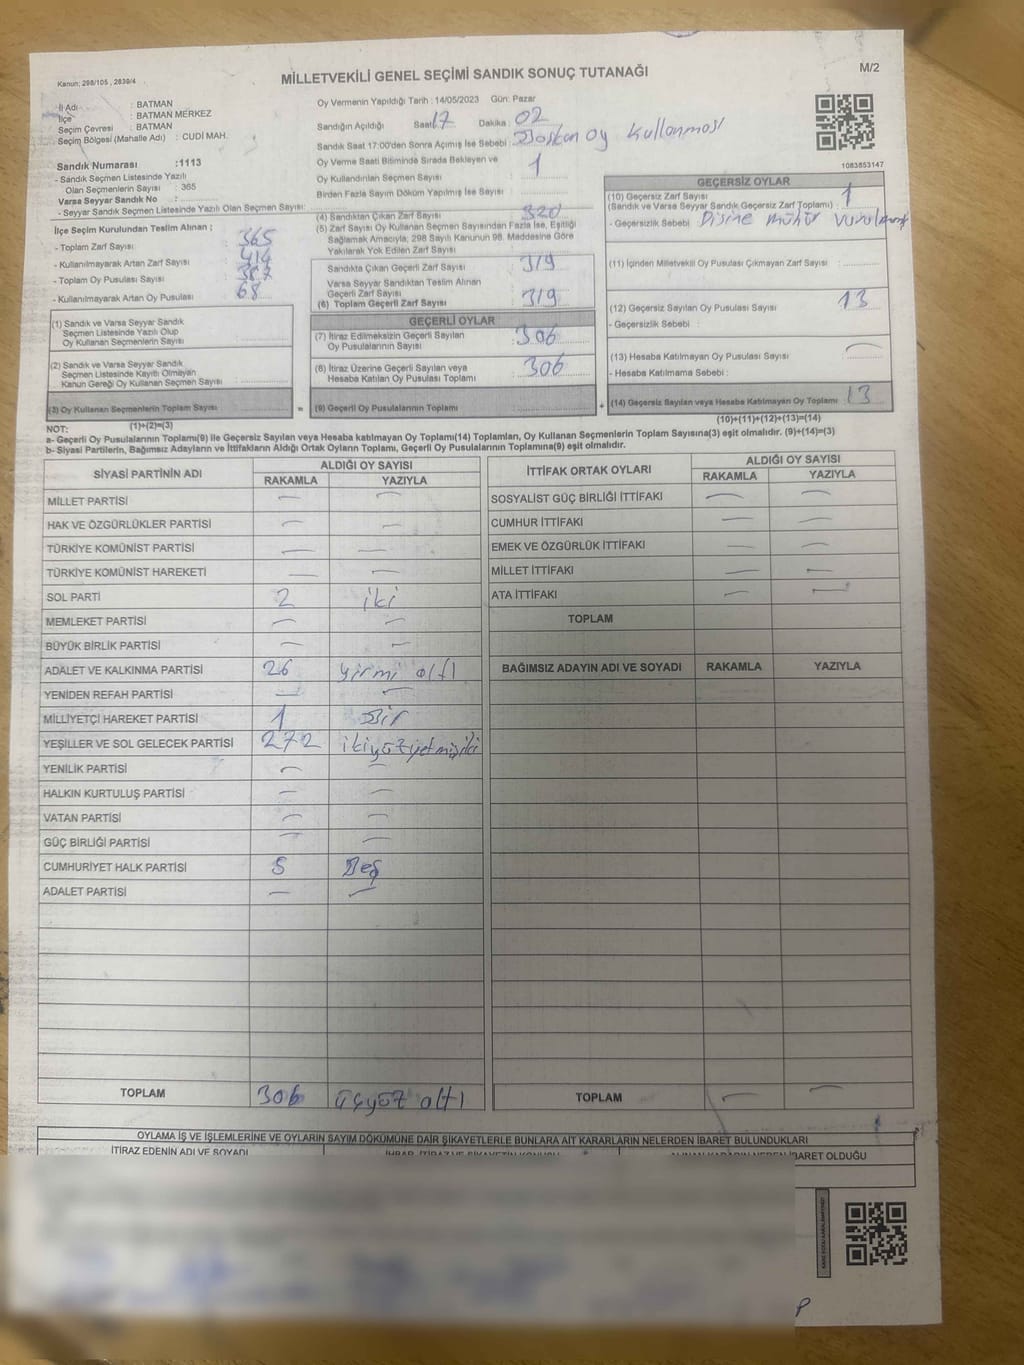 Kanun: 298/105 , 2839/4
MİLLETVEKİLİ GENEL SEÇİMİ SANDIK SONUÇ TUTANAĞI
M/2
İl Adı : BATMAN
İlçe : BATMAN MERKEZ
Seçim Çevresi : BATMAN
Seçim Bölgesi (Mahalle Adı) : CUDİ MAH.
Sandık Numarası :1113
- Sandık Seçmen Listesinde Yazılı
Olan Seçmenlerin Sayısı : 365
Varsa Seyyar Sandık No :
- Seyyar Sandık Seçmen Listesinde Yazılı Olan Seçmen Sayısı:
İlçe Seçim Kurulundan Teslim Alınan ;
- Toplam Zarf Sayısı : 365
- Kullanılmayarak Artan Zarf Sayısı : 414
- Toplam Oy Pusulası Sayısı : 387
- Kullanılmayarak Artan Oy Pusulası : 68
(1) Sandık ve Varsa Seyyar Sandık
Seçmen Listesinde Yazılı Olup
Oy Kullanan Seçmenlerin Sayısı :
(2) Sandık ve Varsa Seyyar Sandık
Seçmen Listesinde Kayıtlı Olmayan
Kanun Gereği Oy Kullanan Seçmen Sayısı :
(3) Oy Kullanan Seçmenlerin Toplam Sayısı
(1)+(2)=(3)
Oy Vermenin Yapıldığı Tarih : 14/05/2023 Gün: Pazar
Sandığın Açıldığı Saat: 17 Dakika : 02
Sandık Saat 17:00'den Sonra Açımış İse Sebebi : Başkan oy kullanması
Oy Verme Saati Bitiminde Sırada Bekleyen ve
Oy Kullandırılan Seçmen Sayısı : 1
Birden Fazla Sayım Döküm Yapılmış İse Sayısı :
(4) Sandıktan Çıkan Zarf Sayısı : 320
(5) Zarf Sayısı Oy Kullanan Seçmen Sayısından Fazla İse, Eşitliği
Sağlamak Amacıyla, 298 Sayılı Kanunun 98. Maddesine Göre
Yakılarak Yok Edilen Zarf Sayısı :
Sandıkta Çıkan Geçerli Zarf Sayısı : 319
Varsa Seyyar Sandıktan Teslim Alınan
Geçerli Zarf Sayısı :
(6) Toplam Geçerli Zarf Sayısı : 319
GEÇERLİ OYLAR
(7) İtiraz Edilmeksizin Geçerli Sayılan
Oy Pusulalarının Sayısı : 306
(8) İtiraz Üzerine Geçerli Sayılan veya
Hesaba Katılan Oy Pusulası Toplamı : 306
= (9) Geçerli Oy Pusulalarının Toplamı
1083853147
GEÇERSİZ OYLAR
(10) Geçersiz Zarf Sayısı
(Sandık ve Varsa Seyyar Sandık Geçersiz Zarf Toplamı) : 1
- Geçersizlik Sebebi : Dışına mühür
(11) İçinden Milletvekili Oy Pusulası Çıkmayan Zarf Sayısı :
(12) Geçersiz Sayılan Oy Pusulası Sayısı : 13
- Geçersizlik Sebebi :
(13) Hesaba Katılmayan Oy Pusulası Sayısı : —
- Hesaba Katılmama Sebebi :
+ (14) Geçersiz Sayılan veya Hesaba Katılmayan Oy Toplamı 13
(10)+(11)+(12)+(13)=(14)
NOT:
a- Geçerli Oy Pusulalarının Toplamı(9) ile Geçersiz Sayılan veya Hesaba katılmayan Oy Toplamı(14) Toplamları, Oy Kullanan Seçmenlerin Toplam Sayısına(3) eşit olmalıdır. (9)+(14)=(3)
b- Siyasi Partilerin, Bağımsız Adayların ve İttifakların Aldığı Ortak Oyların Toplamı, Geçerli Oy Pusulalarının Toplamına(9) eşit olmalıdır.
SİYASİ PARTİNİN ADI ALDIĞI OY SAYISI
RAKAMLA YAZIYLA
MİLLET PARTİSİ — —
HAK VE ÖZGÜRLÜKLER PARTİSİ — —
TÜRKİYE KOMÜNİST PARTİSİ — —
TÜRKİYE KOMÜNİST HAREKETİ — —
SOL PARTİ 2 iki
MEMLEKET PARTİSİ — —
BÜYÜK BİRLİK PARTİSİ — —
ADALET VE KALKINMA PARTİSİ 26 yirmi altı
YENİDEN REFAH PARTİSİ — —
MİLLİYETÇİ HAREKET PARTİSİ 1 Bir
YEŞİLLER VE SOL GELECEK PARTİSİ 272 ikiyüzyetmişiki
YENİLİK PARTİSİ — —
HALKIN KURTULUŞ PARTİSİ — —
VATAN PARTİSİ — —
GÜÇ BİRLİĞİ PARTİSİ — —
CUMHURİYET HALK PARTİSİ 5 Beş
ADALET PARTİSİ — —
TOPLAM 306 üçyüz altı
İTTİFAK ORTAK OYLARI ALDIĞI OY SAYISI
RAKAMLA YAZIYLA
SOSYALİST GÜÇ BİRLİĞİ İTTİFAKI — —
CUMHUR İTTİFAKI — —
EMEK VE ÖZGÜRLÜK İTTİFAKI — —
MİLLET İTTİFAKI — —
ATA İTTİFAKI — —
TOPLAM
BAĞIMSIZ ADAYIN ADI VE SOYADI RAKAMLA YAZIYLA
TOPLAM — —
OYLAMA İŞ VE İŞLEMLERİNE VE OYLARIN SAYIM DÖKÜMÜNE DAİR ŞİKAYETLERLE BUNLARA AİT KARARLARIN NELERDEN İBARET BULUNDUKLARI
İTİRAZ EDENİN ADI VE SOYADI
İBARET OLDUĞU